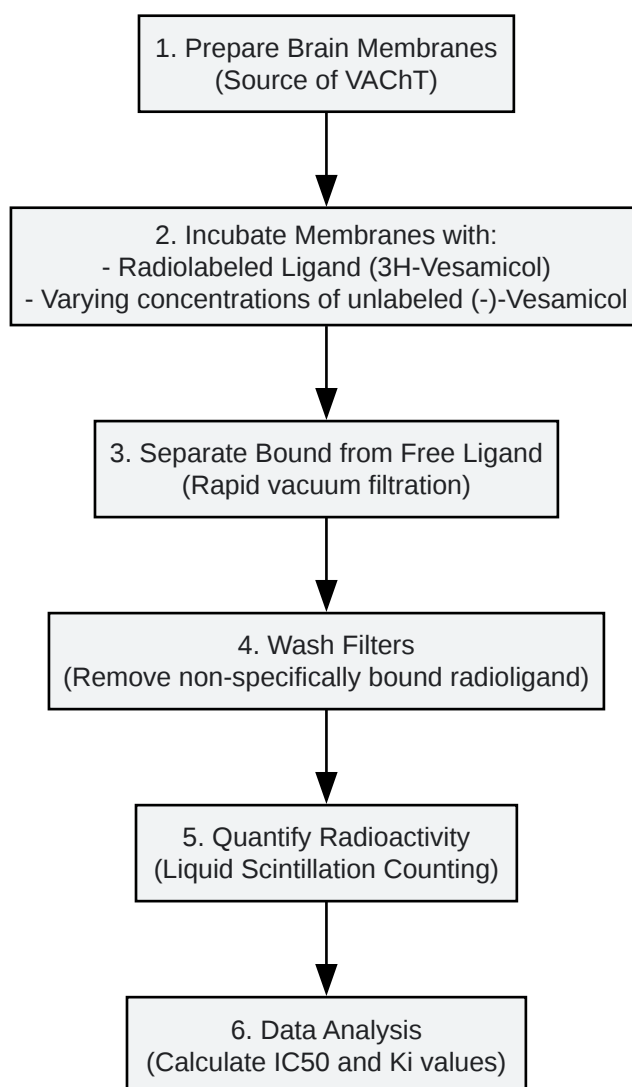 1. Prepare Brain Membranes
(Source of VAChT)
2. Incubate Membranes with:
- Radiolabeled Ligand (3H-Vesamicol)
- Varying concentrations of unlabeled (-)-Vesamicol
3. Separate Bound from Free Ligand
(Rapid vacuum filtration)
4. Wash Filters
(Remove non-specifically bound radioligand)
5. Quantify Radioactivity
(Liquid Scintillation Counting)
6. Data Analysis
(Calculate IC50 and Ki values)